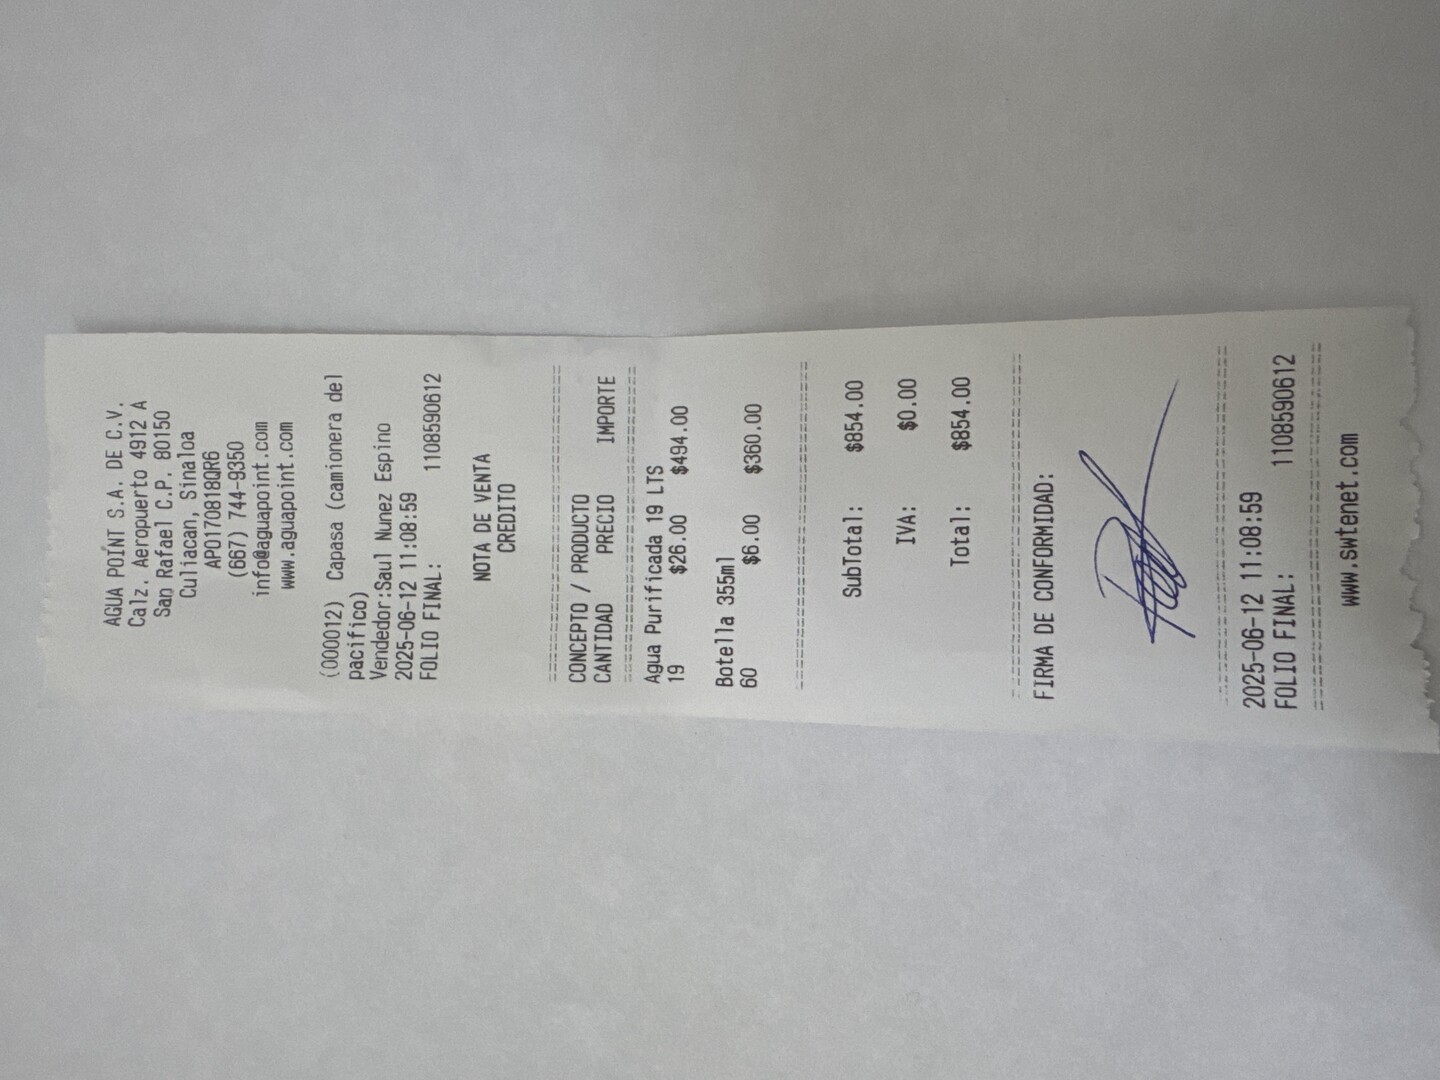 AGUA POINT S.A. DE C.V.
Calz. Aeropuerto 4912 A
San Rafael C.P. 80150
Culiacan, Sinaloa
APO170818QR6
(667) 744-9350
info@aguapoint.com
www.aguapoint.com
(000012) Capasa (camionera del
pacifico)
Vendedor:Saul Nunez Espino
2025-06-12 11:08:59
FOLIO FINAL: 1108590612
NOTA DE VENTA
CREDITO
CONCEPTO / PRODUCTO
CANTIDAD PRECIO IMPORTE
Agua Purificada 19 LTS
19 $26.00 $494.00
Botella 355ml
60 $6.00 $360.00
SubTotal: $854.00
IVA: $0.00
Total: $854.00
FIRMA DE CONFORMIDAD:
2025-06-12 11:08:59
FOLIO FINAL: 1108590612
www.swtenet.com